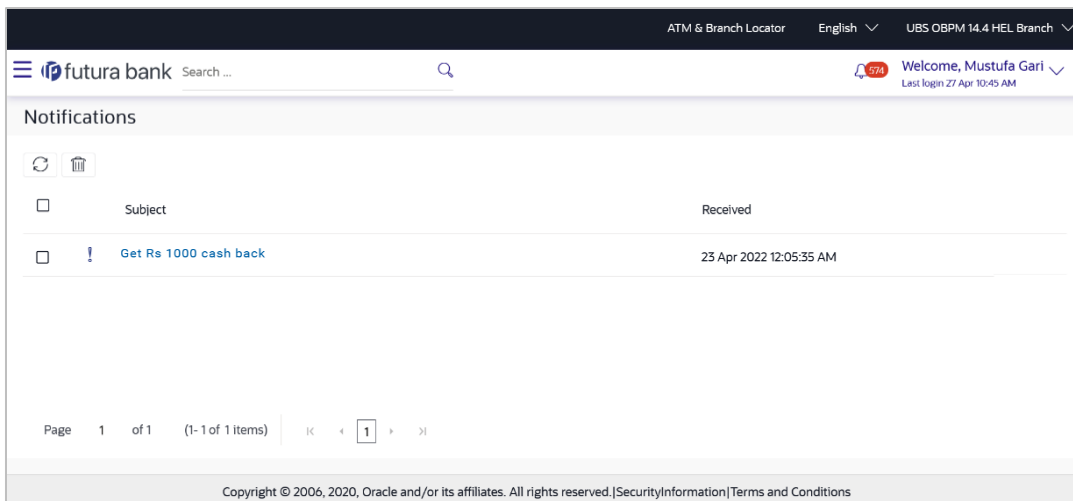 ATM & Branch Locator English UBS OBPM 14.4 HEL Branch
futura bank Search ... 574 Welcome, Mustufa Gari
Last login 27 Apr 10:45 AM
Notifications
Subject Received
! Get Rs 1000 cash back 23 Apr 2022 12:05:35 AM
Page 1 of 1 (1-1 of 1 items) 1
Copyright © 2006, 2020, Oracle and/or its affiliates. All rights reserved.|SecurityInformation|Terms and Conditions